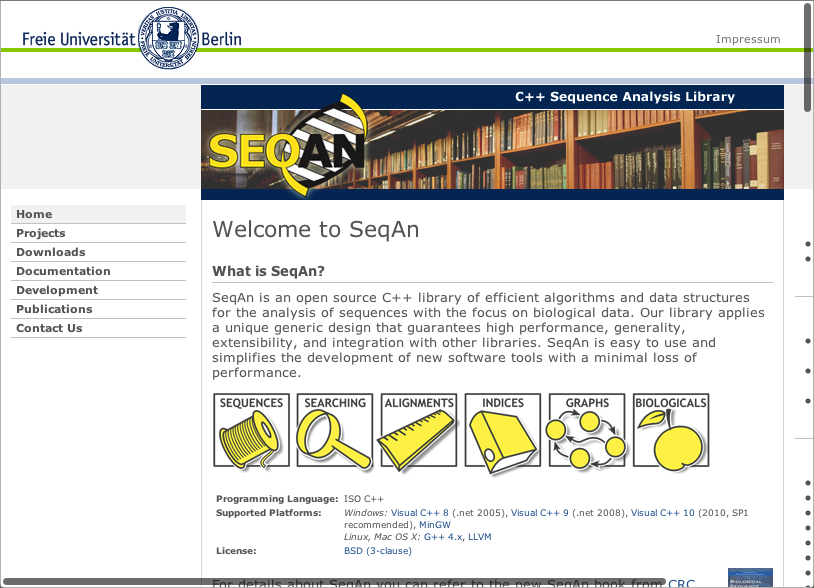 Freie Universität Berlin
Impressum
C++ Sequence Analysis Library
SEQAN
Home
Projects
Downloads
Documentation
Development
Publications
Contact Us
Welcome to SeqAn
What is SeqAn?
SeqAn is an open source C++ library of efficient algorithms and data structures
for the analysis of sequences with the focus on biological data. Our library applies
a unique generic design that guarantees high performance, generality,
extensibility, and integration with other libraries. SeqAn is easy to use and
simplifies the development of new software tools with a minimal loss of
performance.
SEQUENCES SEARCHING ALIGNMENTS INDICES GRAPHS BIOLOGICALS
Programming Language: ISO C++
Supported Platforms: Windows: Visual C++ 8 (.net 2005), Visual C++ 9 (.net 2008), Visual C++ 10 (2010, SP1
recommended), MinGW
Linux, Mac OS X: G++ 4.x, LLVM
License: BSD (3-clause)
For details about SeqAn you can refer to the new SeqAn book from CRC
BIOLOGICAL